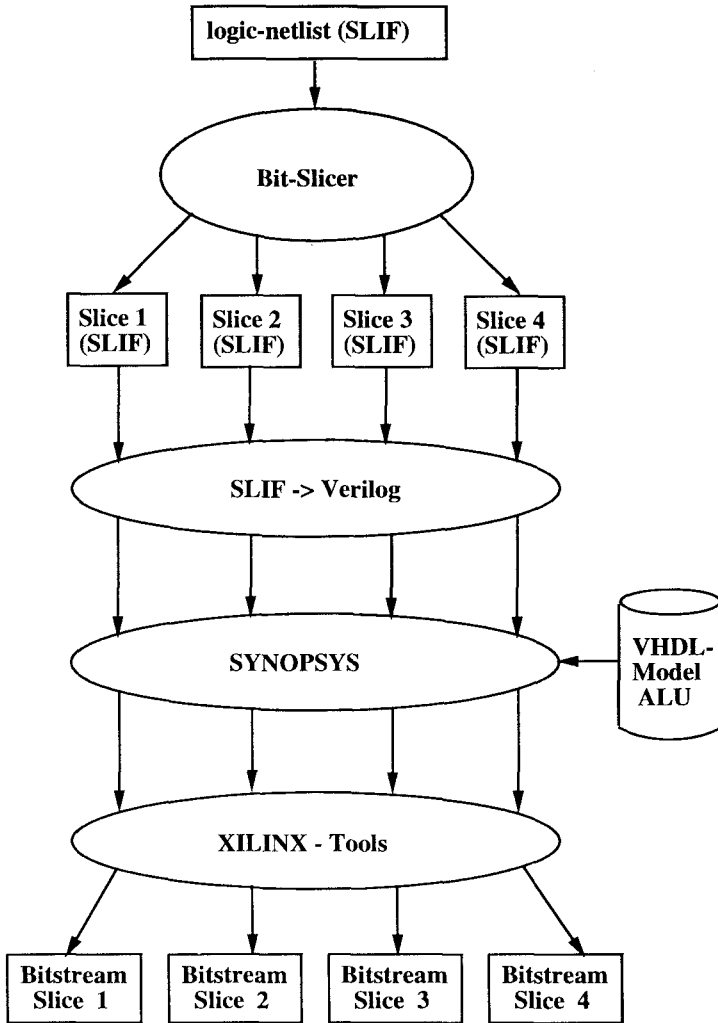 logic-netlist (SLIF)
Bit-Slicer
Slice 1
(SLIF)
Slice 2
(SLIF)
Slice 3
(SLIF)
Slice 4
(SLIF)
SLIF -> Verilog
SYNOPSYS
VHDL-
Model
ALU
XILINX - Tools
Bitstream
Slice 1
Bitstream
Slice 2
Bitstream
Slice 3
Bitstream
Slice 4